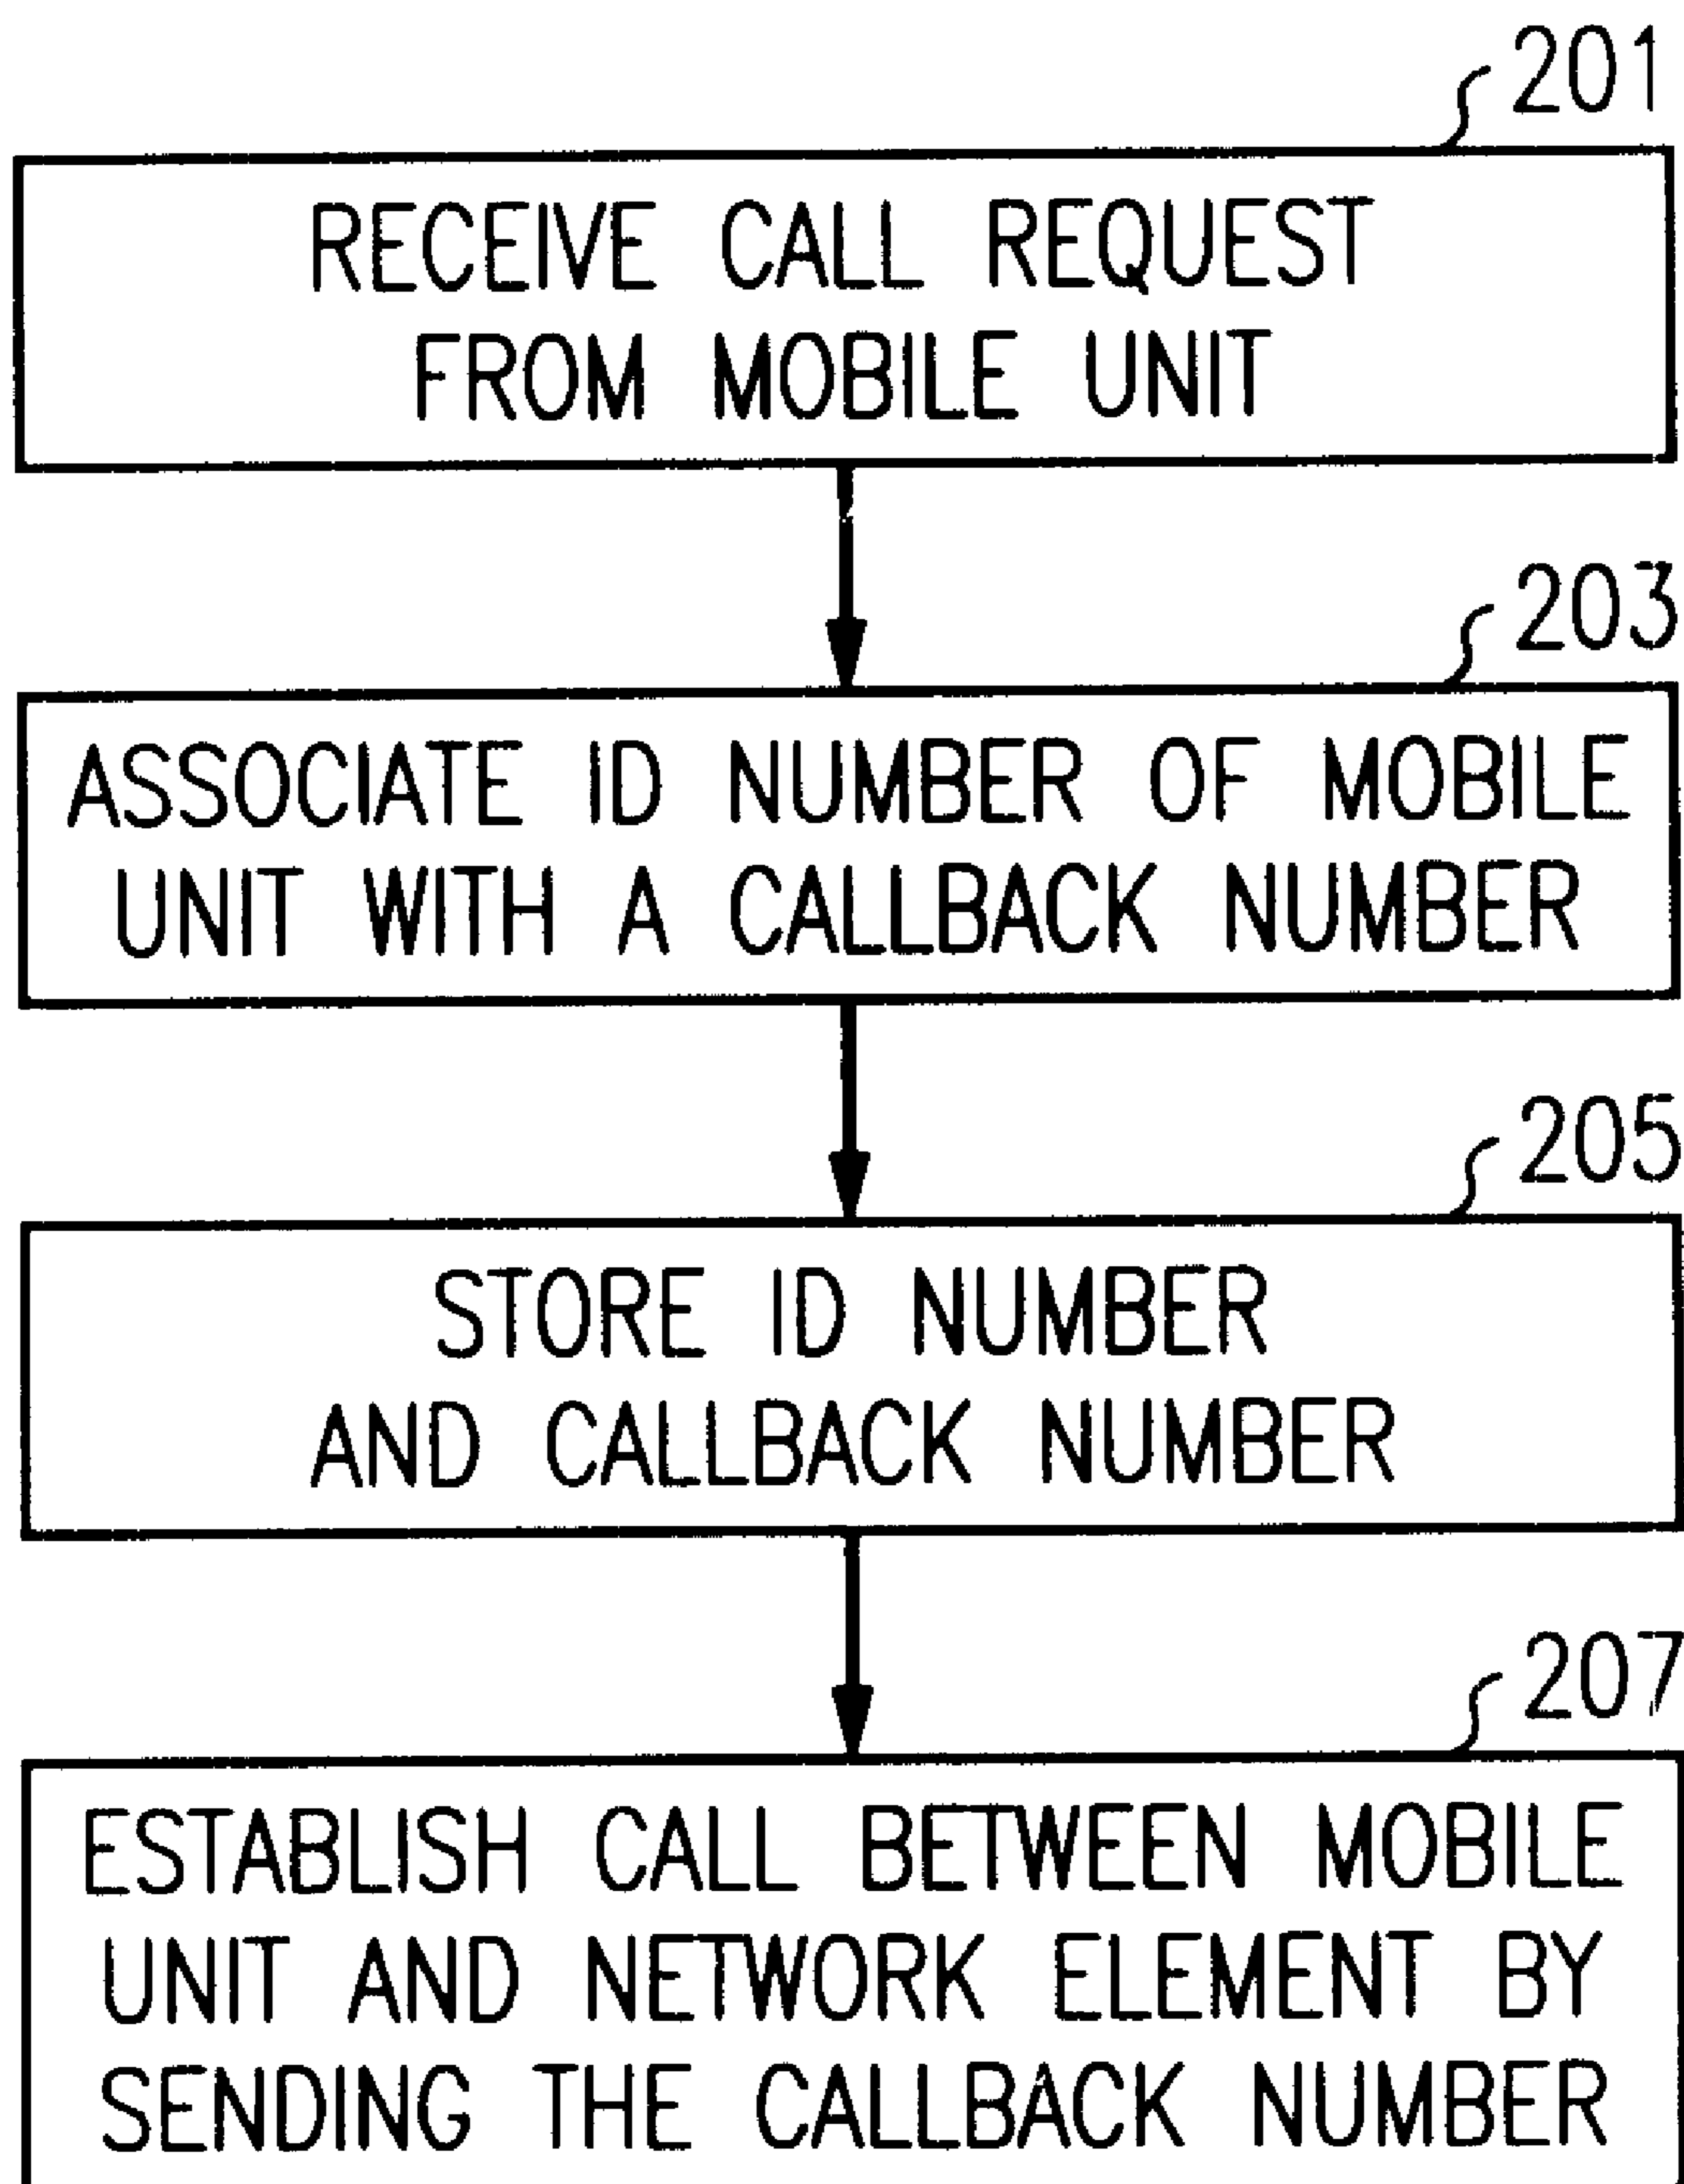 201
RECEIVE CALL REQUEST
FROM MOBILE UNIT
203
ASSOCIATE ID NUMBER OF MOBILE
UNIT WITH A CALLBACK NUMBER
205
STORE ID NUMBER
AND CALLBACK NUMBER
207
ESTABLISH CALL BETWEEN MOBILE
UNIT AND NETWORK ELEMENT BY
SENDING THE CALLBACK NUMBER